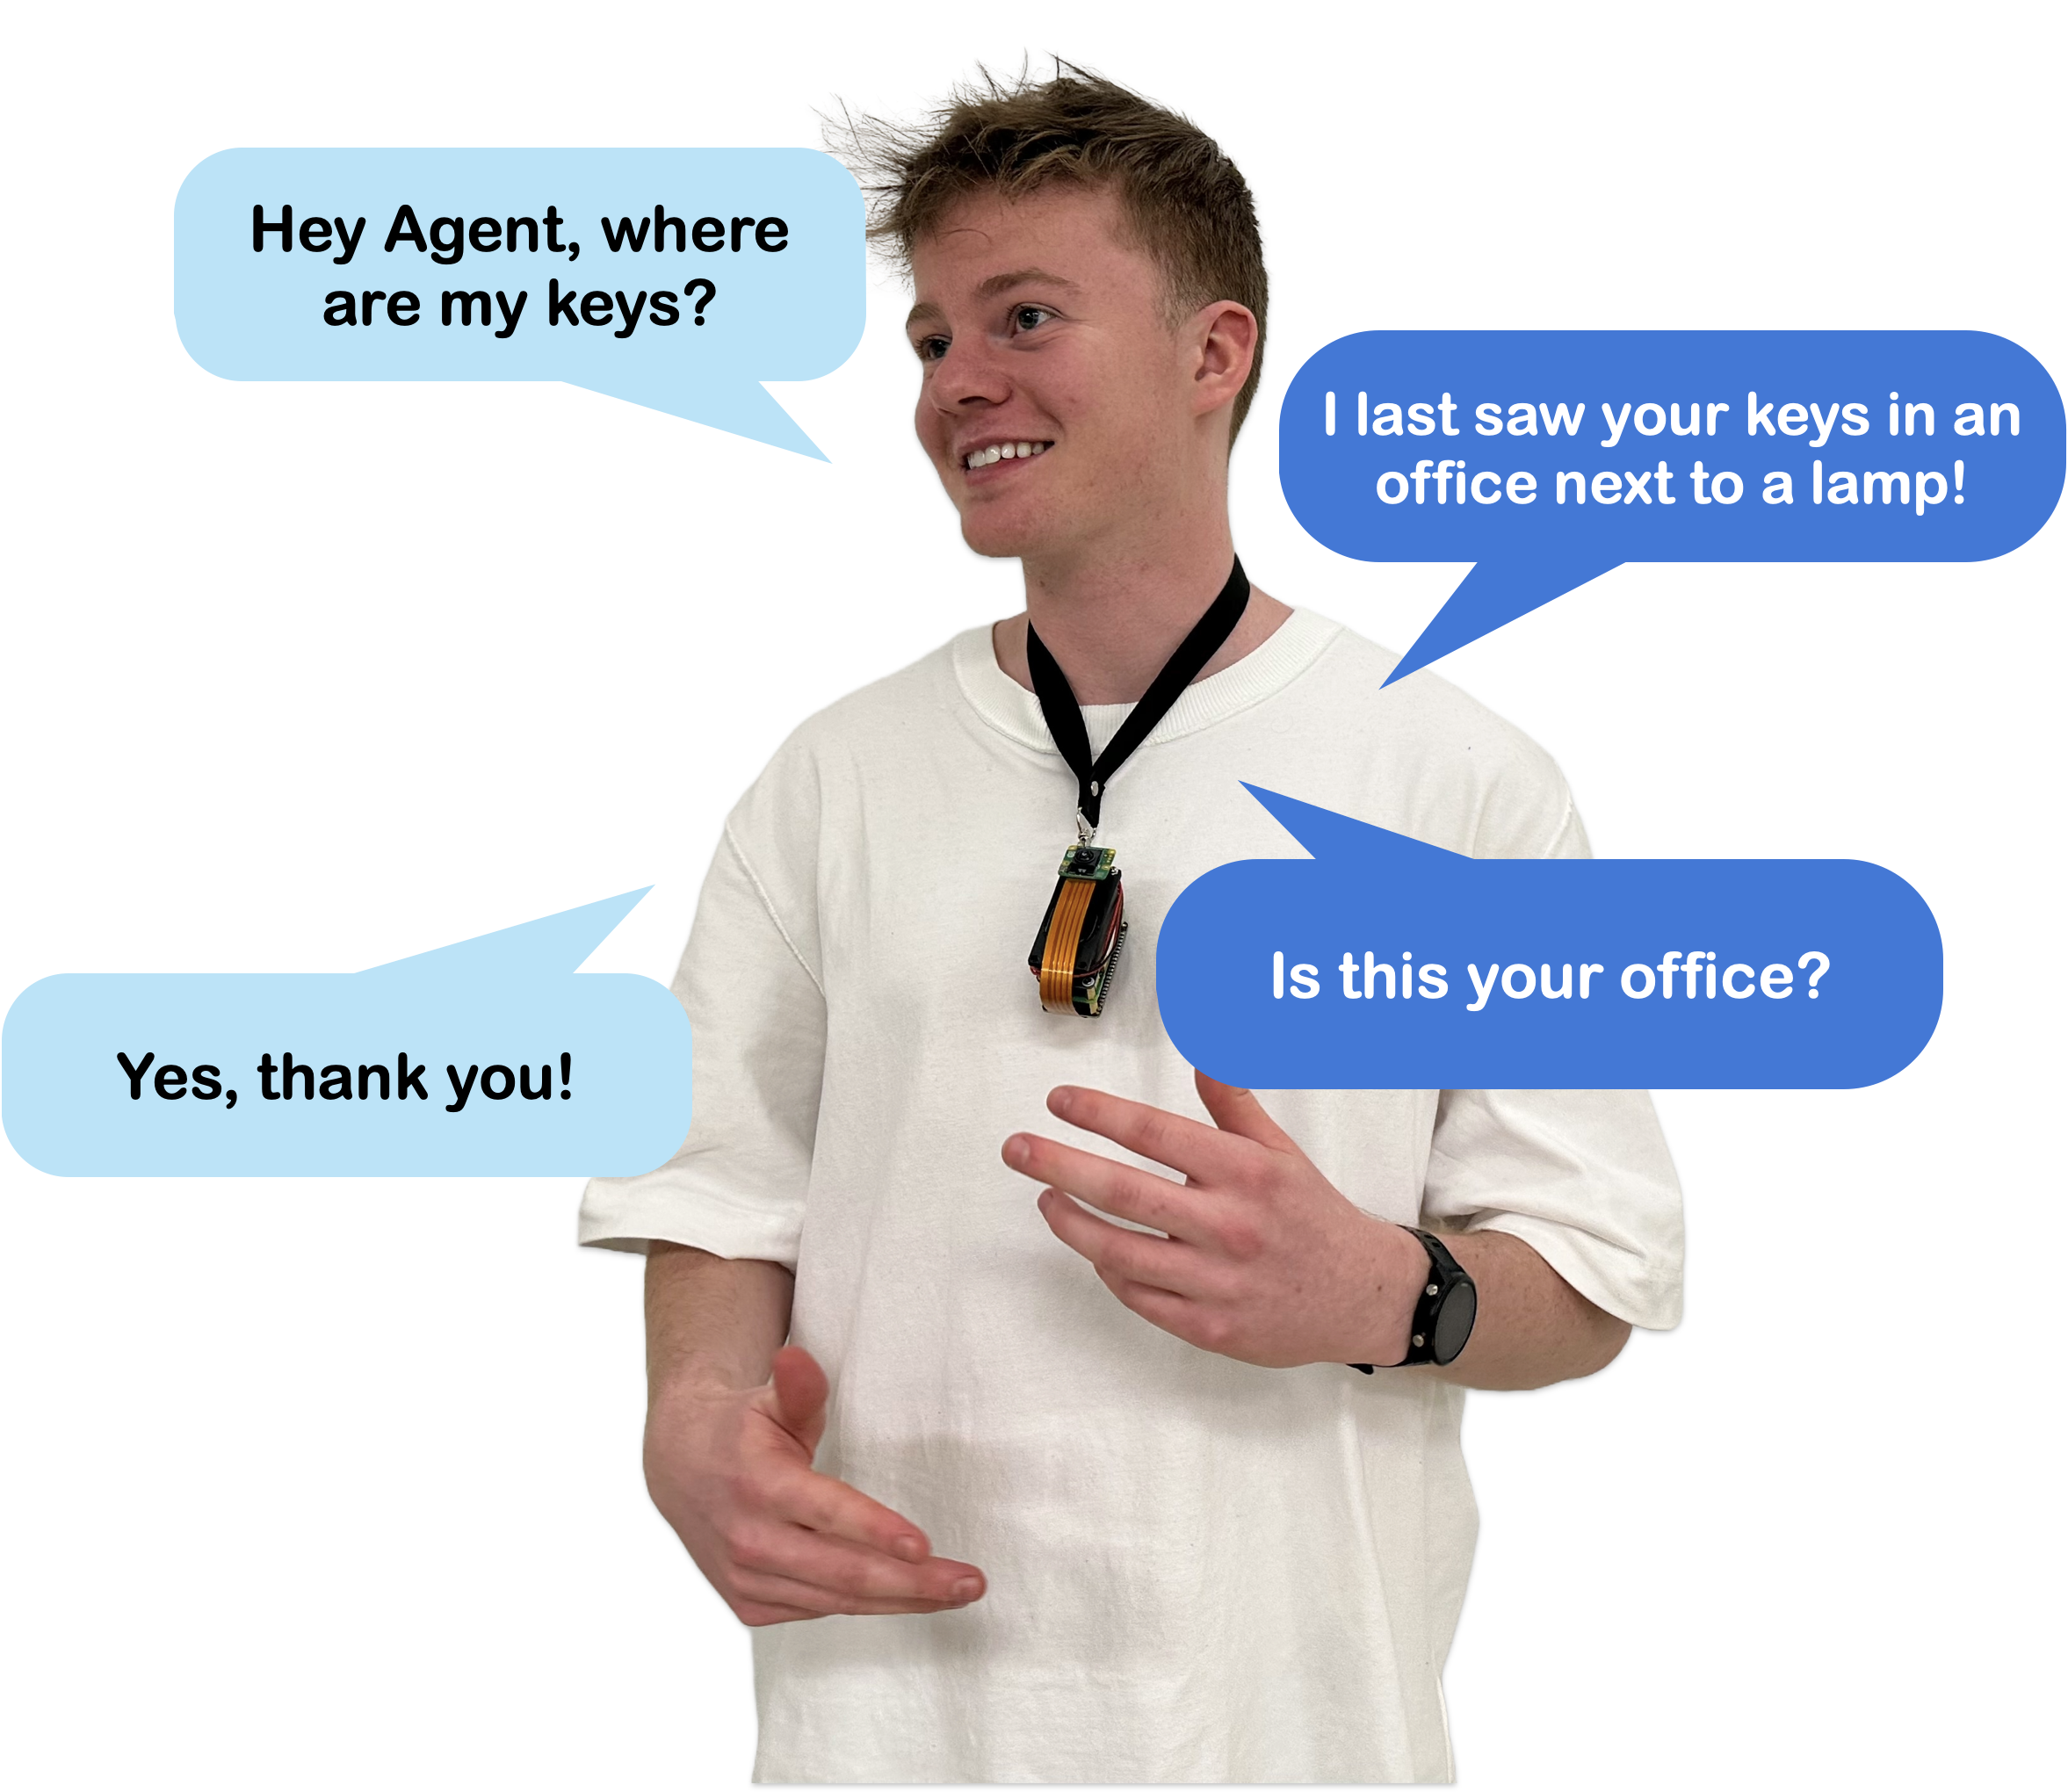 Hey Agent, where
are my keys?
I last saw your keys in an
office next to a lamp!
Is this your office?
Yes, thank you!